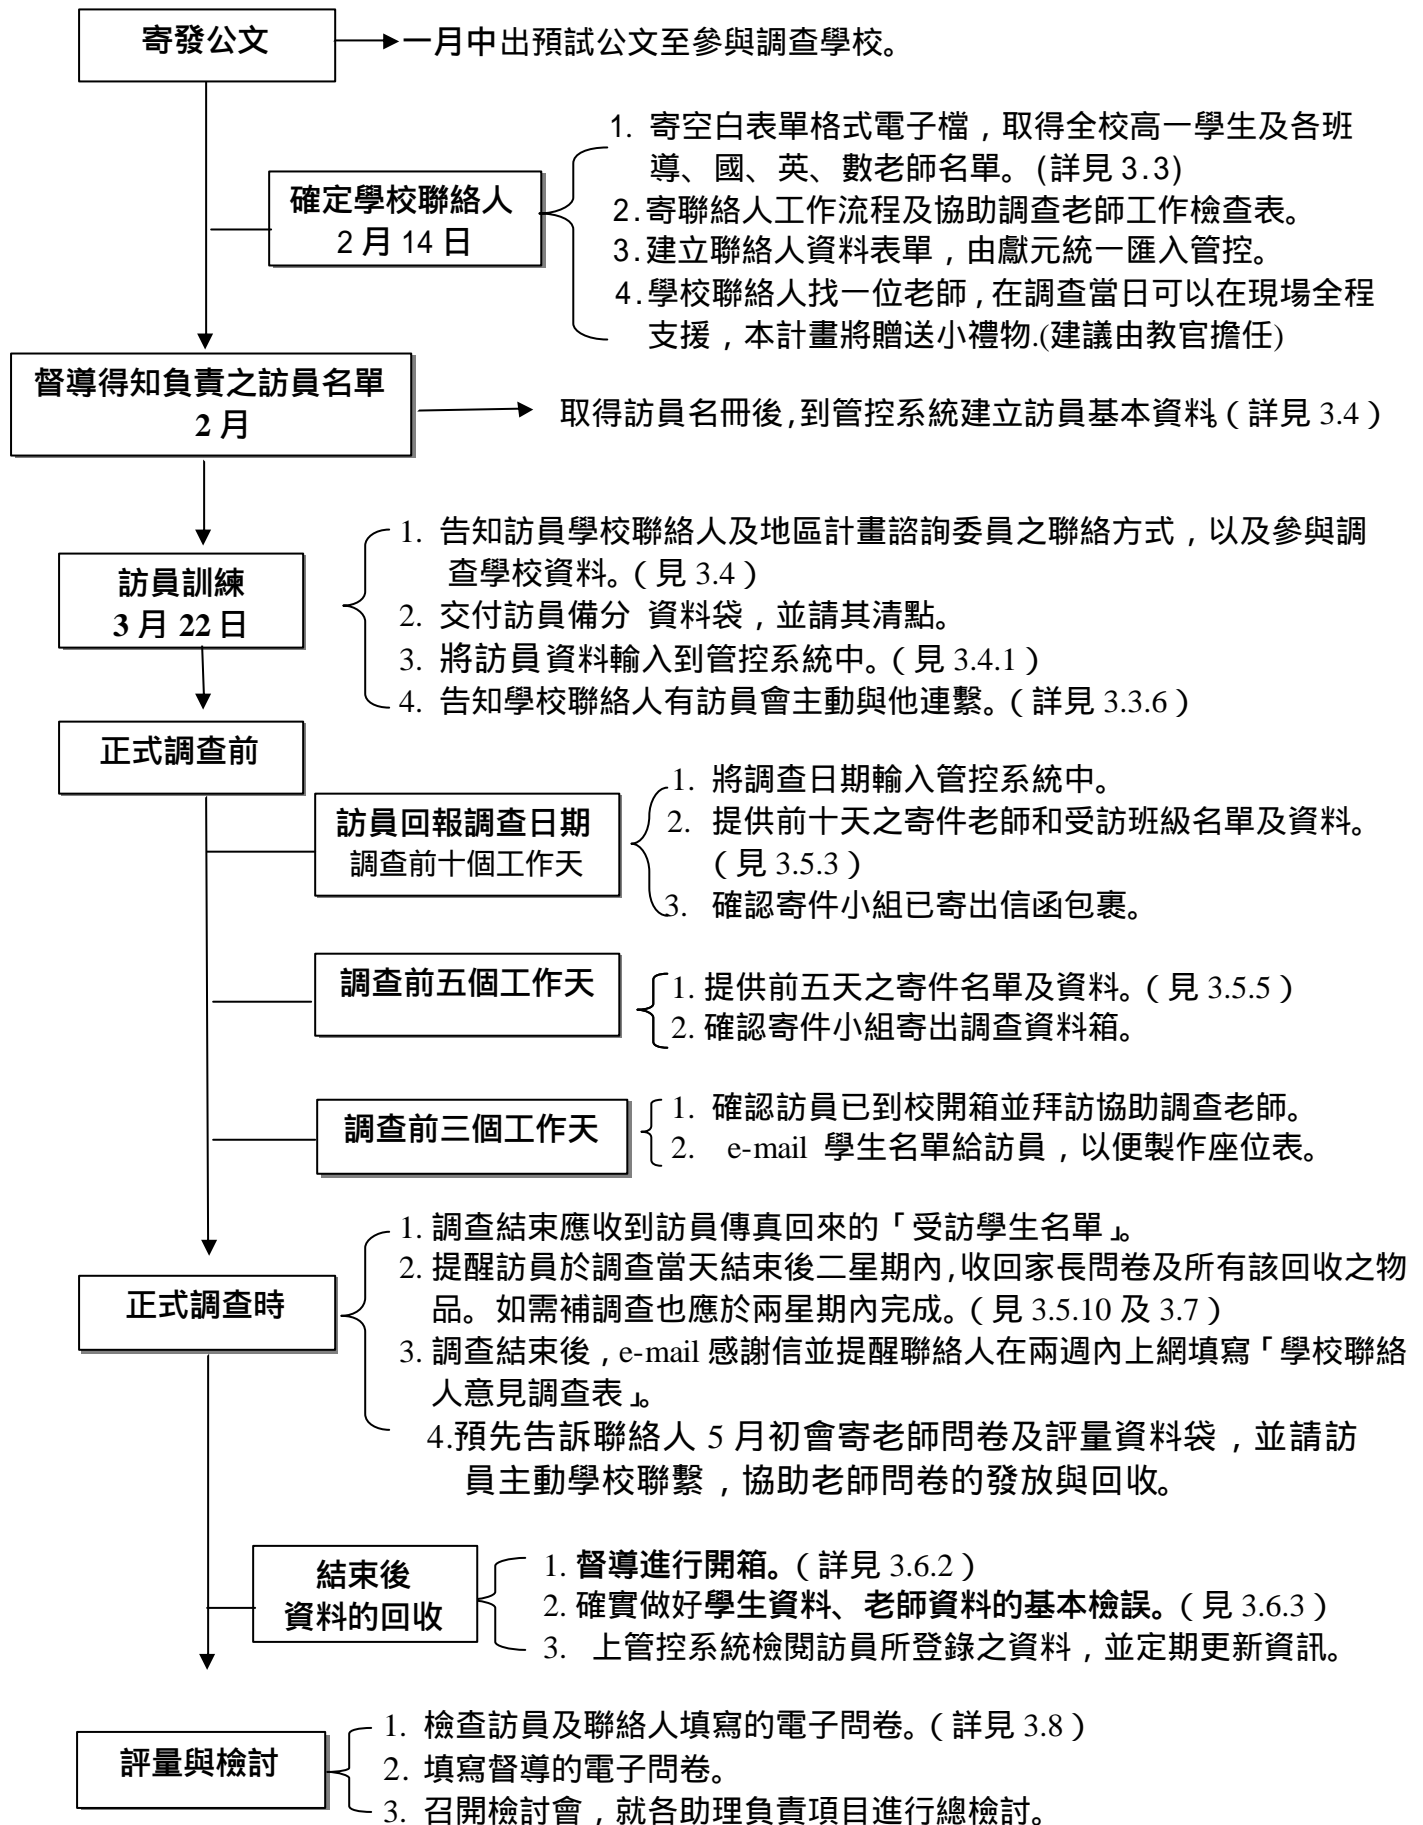 寄發公文
一月中出預試公文至參與調查學校。
1. 寄空白表單格式電子檔，取得全校高一學生及各班
導、國、英、數老師名單。(詳見 3.3)
確定學校聯絡人
2 月 14 日
2.寄聯絡人工作流程及協助調查老師工作檢查表。
3.建立聯絡人資料表單，由獻元統一匯入管控。
4.學校聯絡人找一位老師，在調查當日可以在現場全程
支援，本計畫將贈送小禮物.(建議由教官擔任)
督導得知負責之訪員名單
2 月
取得訪員名冊後，到管控系統建立訪員基本資料。（詳見 3.4）
訪員訓練
3 月 22 日
1. 告知訪員學校聯絡人及地區計畫諮詢委員之聯絡方式，以及參與調
查學校資料。（見 3.4）
2. 交付訪員備分 資料袋，並請其清點。
3. 將訪員資料輸入到管控系統中。（見 3.4.1）
4. 告知學校聯絡人有訪員會主動與他連繫。（詳見 3.3.6）
正式調查前
訪員回報調查日期
調查前十個工作天
1. 將調查日期輸入管控系統中。
2. 提供前十天之寄件老師和受訪班級名單及資料。
（見 3.5.3）
3. 確認寄件小組已寄出信函包裹。
調查前五個工作天
1. 提供前五天之寄件名單及資料。（見 3.5.5）
2. 確認寄件小組寄出調查資料箱。
調查前三個工作天
1. 確認訪員已到校開箱並拜訪協助調查老師。
2. e-mail 學生名單給訪員，以便製作座位表。
正式調查時
1. 調查結束應收到訪員傳真回來的「受訪學生名單」。
2. 提醒訪員於調查當天結束後二星期內，收回家長問卷及所有該回收之物
品。如需補調查也應於兩星期內完成。（見 3.5.10 及 3.7）
3. 調查結束後，e-mail 感謝信並提醒聯絡人在兩週內上網填寫「學校聯絡
人意見調查表」。
4.預先告訴聯絡人 5 月初會寄老師問卷及評量資料袋，並請訪
員主動學校聯繫，協助老師問卷的發放與回收。
結束後
資料的回收
1. 督導進行開箱。（詳見 3.6.2）
2. 確實做好學生資料、老師資料的基本檢誤。（見 3.6.3）
3. 上管控系統檢閱訪員所登錄之資料，並定期更新資訊。
評量與檢討
1. 檢查訪員及聯絡人填寫的電子問卷。（詳見 3.8）
2. 填寫督導的電子問卷。
3. 召開檢討會，就各助理負責項目進行總檢討。